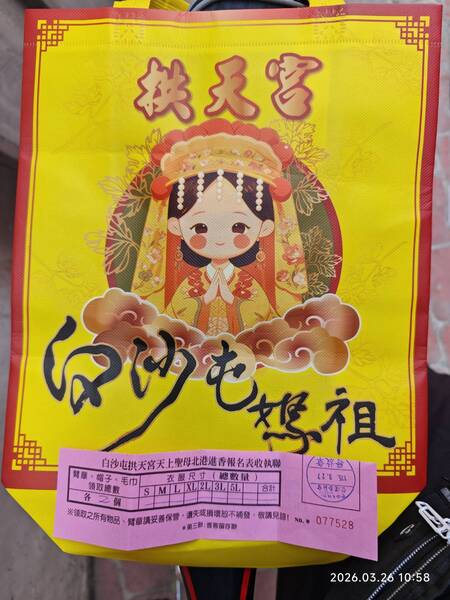 拱天宮
白沙屯媽祖
白沙屯拱天宮天上聖母北港進香報名表收執聯
臂章、帽子、毛巾 衣服尺寸（總數量）
領取總數 S M L XL 2L 3L 5L 合計
各 個
※領取之所有物品、臂章請妥善保管，遺失或損壞恕不補發，敬請見諒！
※第三聯：香客留存聯 NO.※ 077528
2026.03.26 10:58